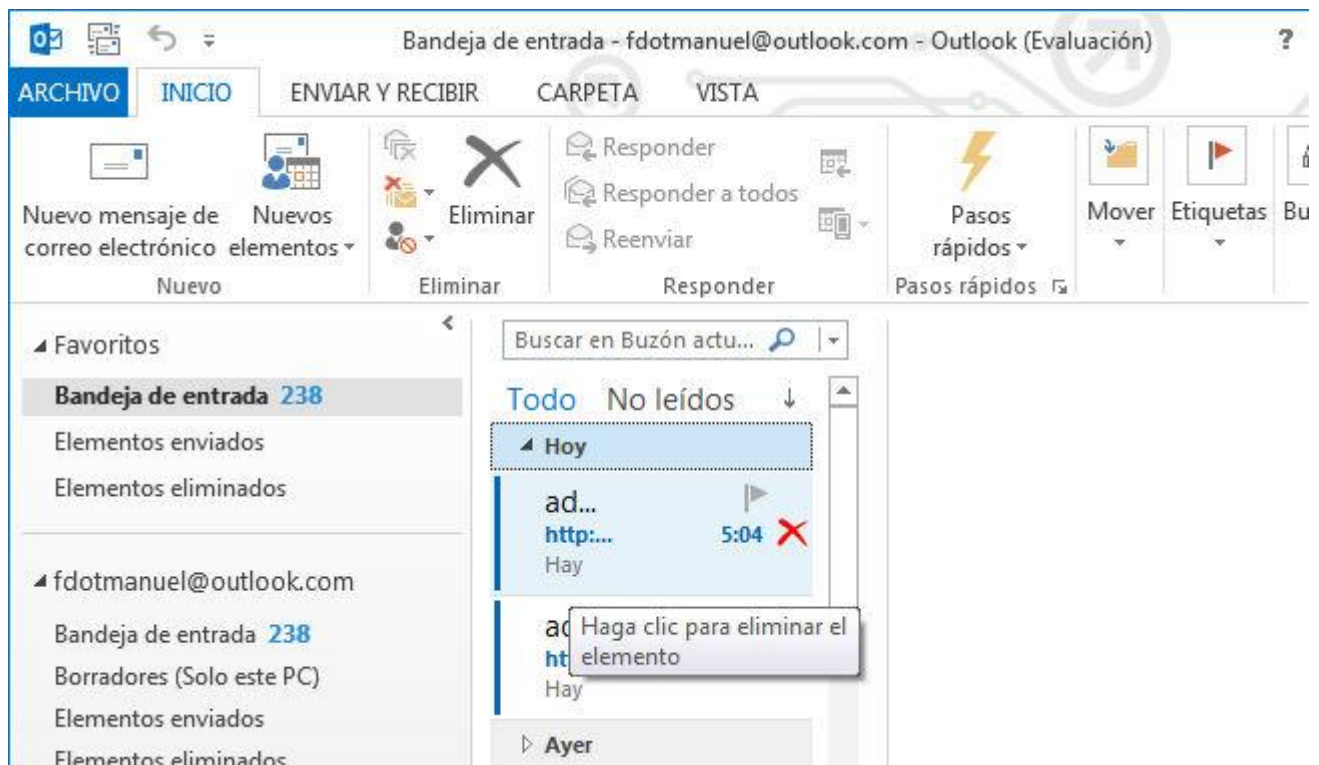 Bandeja de entrada - fdotmanuel@outlook.com - Outlook (Evaluación) ?
ARCHIVO INICIO ENVIAR Y RECIBIR CARPETA VISTA
Nuevo mensaje de
correo electrónico
Nuevos
elementos
Nuevo
Eliminar
Eliminar
Responder
Responder a todos
Reenviar
Responder
Pasos
rápidos
Pasos rápidos
Mover
Etiquetas
Bu
Favoritos
Bandeja de entrada 238
Elementos enviados
Elementos eliminados
fdotmanuel@outlook.com
Bandeja de entrada 238
Borradores (Solo este PC)
Elementos enviados
Elementos eliminados
Buscar en Buzón actu...
Todo No leídos
Hoy
ad...
http:... 5:04
Hay
Haga clic para eliminar el
elemento
Hay
Ayer